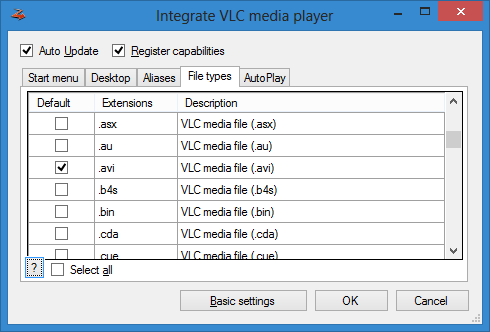 Integrate VLC media player
Auto Update Register capabilities
Start menu Desktop Aliases File types AutoPlay
Default Extensions Description
.asx VLC media file (.asx)
.au VLC media file (.au)
.avi VLC media file (.avi)
.b4s VLC media file (.b4s)
.bin VLC media file (.bin)
.cda VLC media file (.cda)
.cue VLC media file (.cue)
? Select all
Basic settings OK Cancel